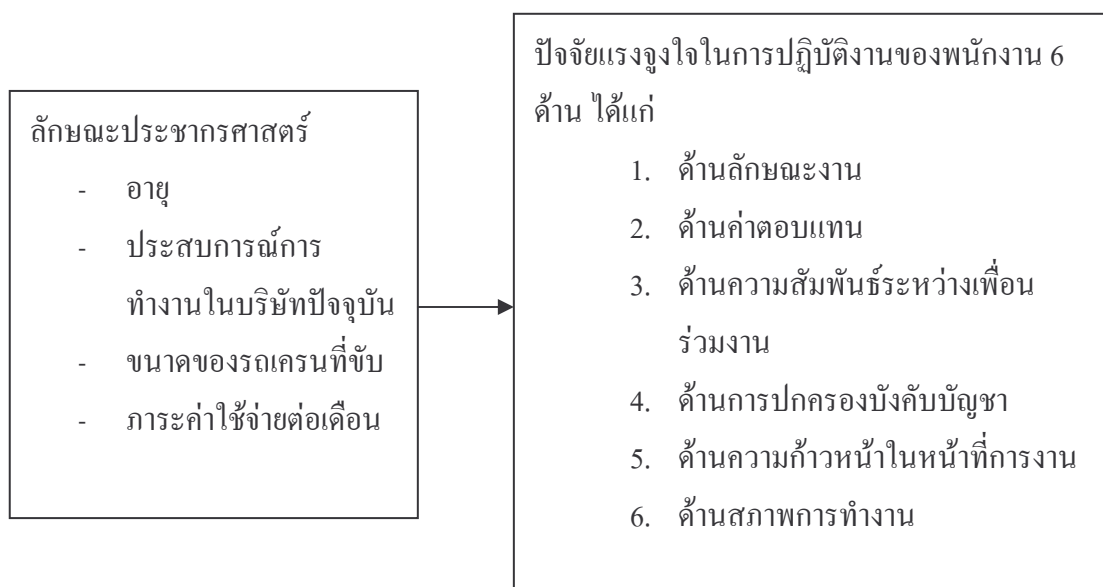 ลักษณะประชากรศาสตร์
- อายุ
- ประสบการณ์การ
ทำงานในบริษัทปัจจุบัน
- ขนาดของรถเครนที่ขับ
- ภาระค่าใช้จ่ายต่อเดือน
ปัจจัยแรงจูงใจในการปฏิบัติงานของพนักงาน 6
ด้าน ได้แก่
1. ด้านลักษณะงาน
2. ด้านค่าตอบแทน
3. ด้านความสัมพันธ์ระหว่างเพื่อน
ร่วมงาน
4. ด้านการปกครองบังคับบัญชา
5. ด้านความก้าวหน้าในหน้าที่การงาน
6. ด้านสภาพการทำงาน